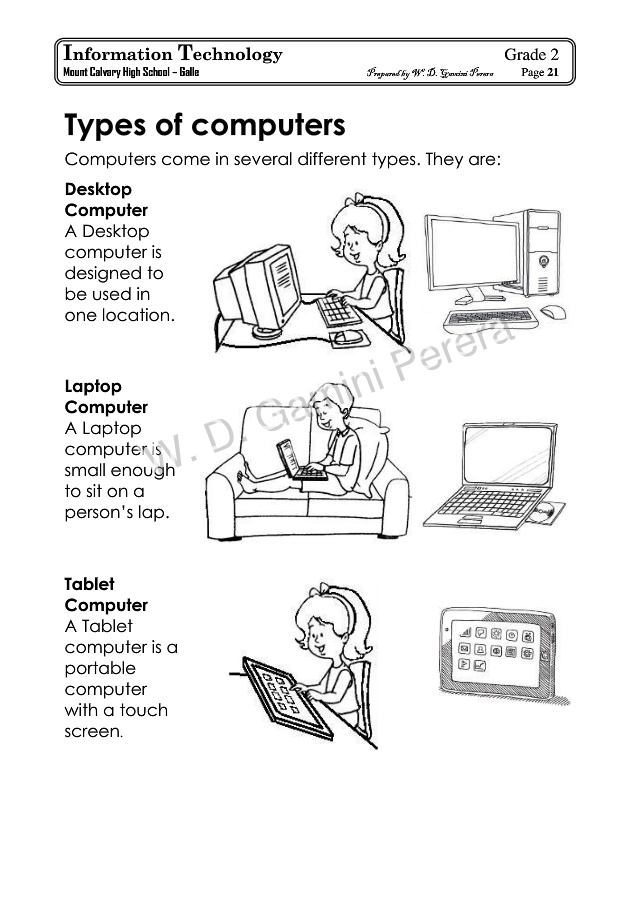 Information Technology Grade 2
Mount Calvary High School – Galle Prepared by W. D. Gamini Perera Page 21
Types of computers
Computers come in several different types. They are:
Desktop
Computer
A Desktop
computer is
designed to
be used in
one location.
Laptop
Computer
A Laptop
computer is
small enough
to sit on a
person's lap.
Tablet
Computer
A Tablet
computer is a
portable
computer
with a touch
screen.
W. D. Gamini Perera